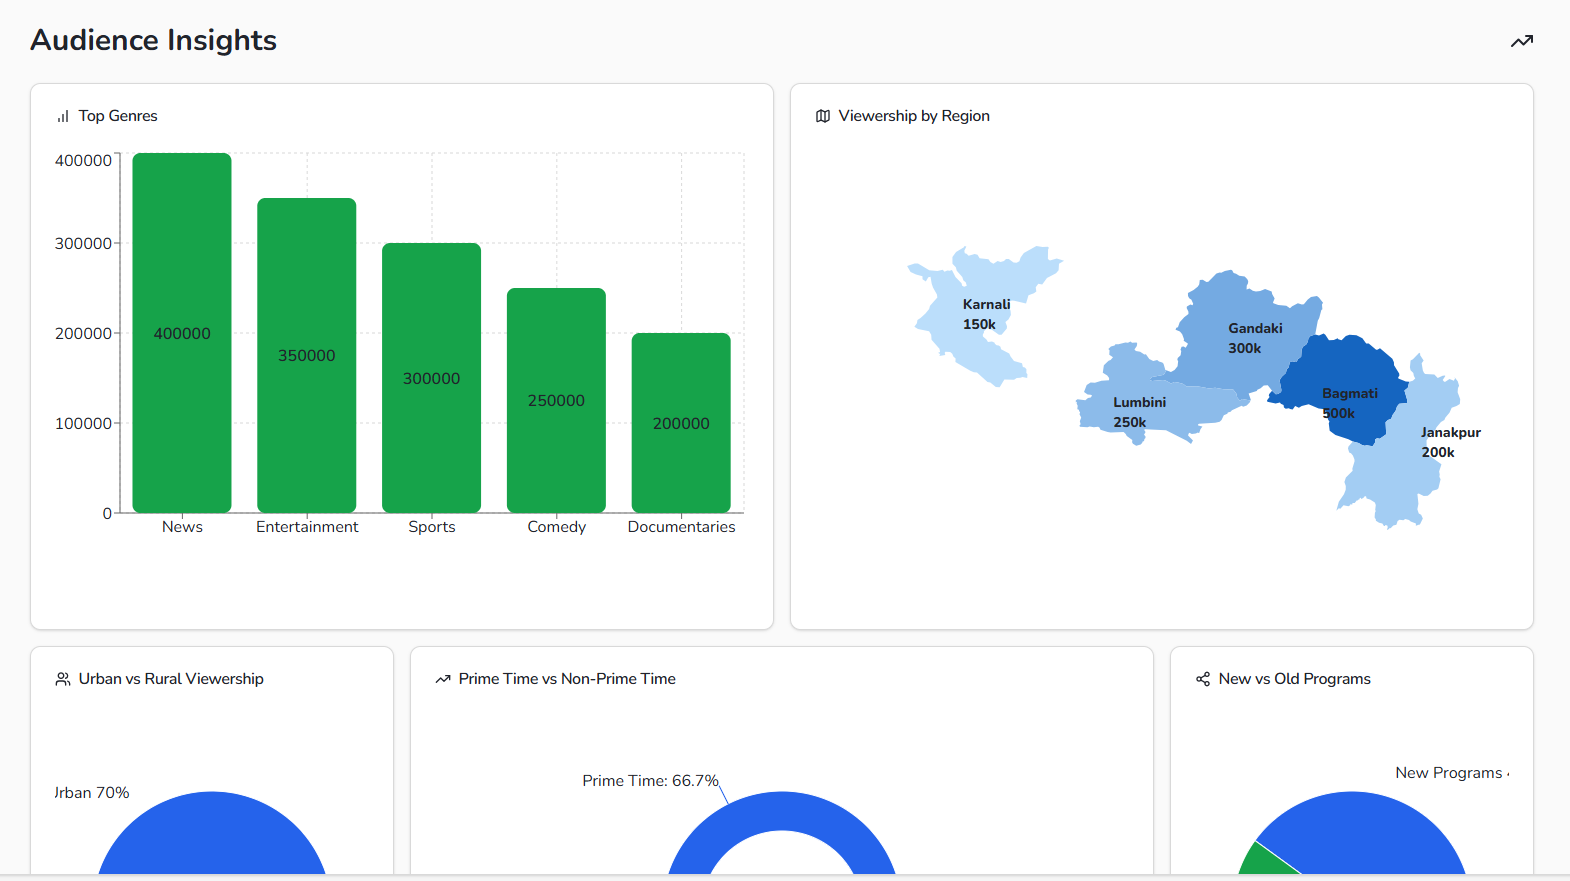 Audience Insights
Top Genres
400000
300000
200000
100000
0
400000
350000
300000
250000
200000
News
Entertainment
Sports
Comedy
Documentaries
Viewership by Region
Karnali
150k
Gandaki
300k
Lumbini
250k
Bagmati
500k
Janakpur
200k
Urban vs Rural Viewership
Urban 70%
Prime Time vs Non-Prime Time
Prime Time: 66.7%
New vs Old Programs
New Programs